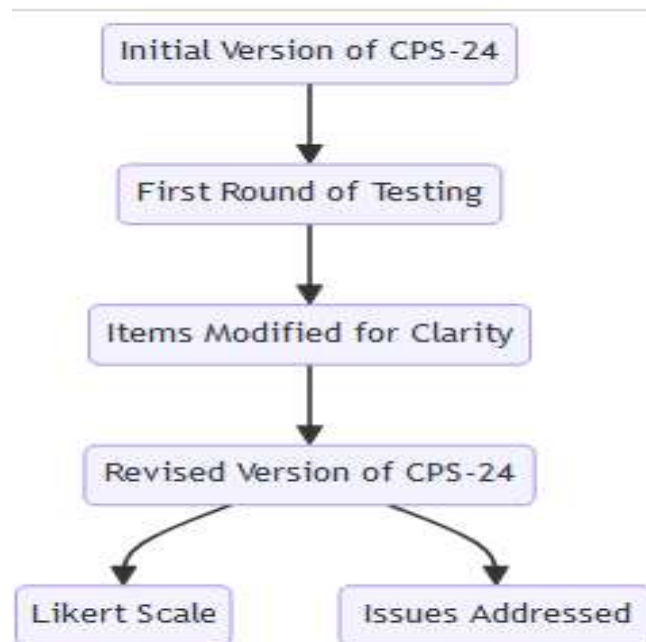 Initial Version of CPS-24
First Round of Testing
Items Modified for Clarity
Revised Version of CPS-24
Likert Scale
Issues Addressed